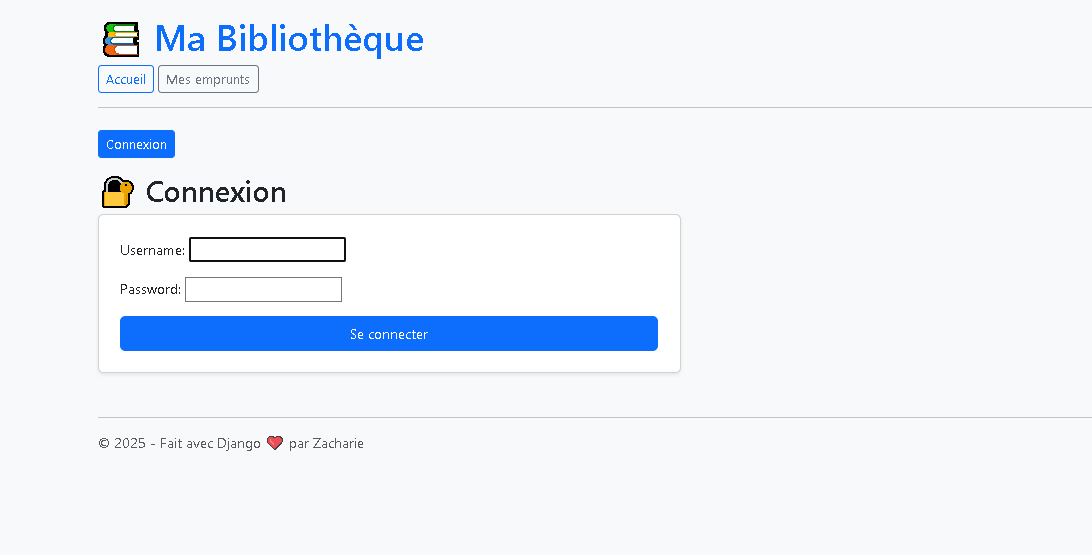 Ma Bibliothèque
Accueil Mes emprunts
Connexion
Connexion
Username:
Password:
Se connecter
© 2025 - Fait avec Django ❤️ par Zacharie